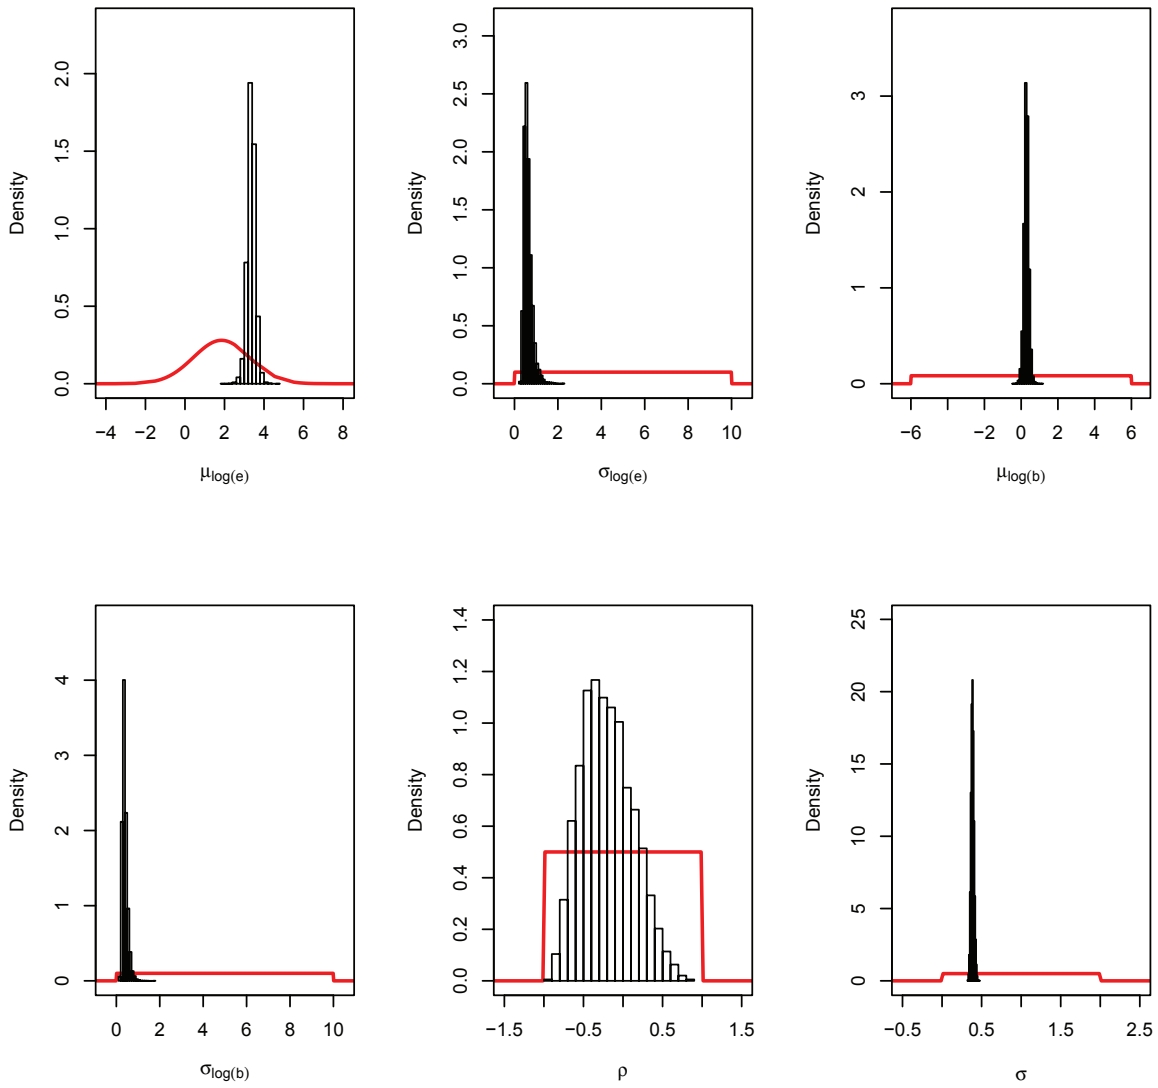 Density
0.0 0.5 1.0 1.5 2.0
−4 −2 0 2 4 6 8
μlog(e)
Density
0.0 0.5 1.0 1.5 2.0 2.5 3.0
0 2 4 6 8 10
σlog(e)
Density
0 1 2 3
−6 −2 0 2 4 6
μlog(b)
Density
0 1 2 3 4
0 2 4 6 8 10
σlog(b)
Density
0.0 0.2 0.4 0.6 0.8 1.0 1.2 1.4
−1.5 −0.5 0.5 1.5
ρ
Density
0 5 10 15 20 25
−0.5 0.5 1.5 2.5
σ